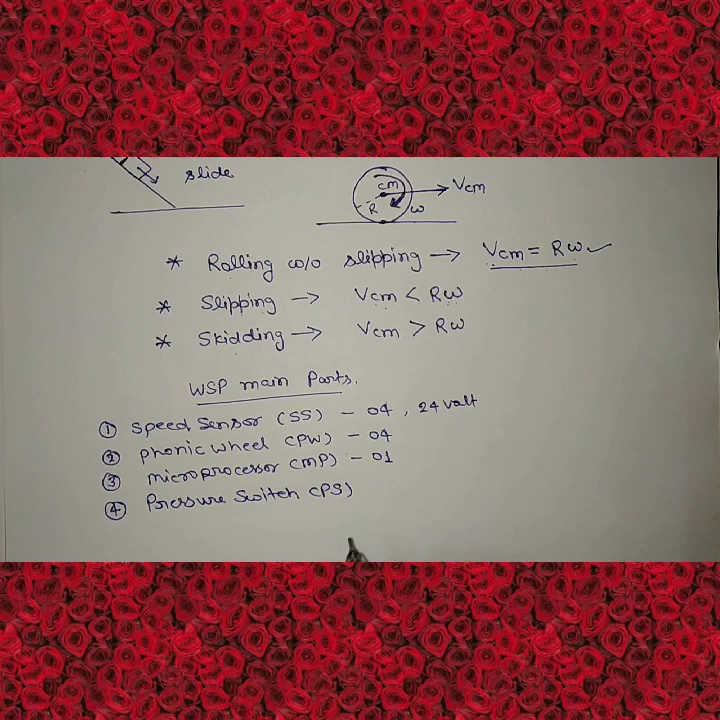 slide
cm
Vcm
R
ω
* Rolling w/o slipping → Vcm = Rω ✓
* Slipping → Vcm < Rω
* Skidding → Vcm > Rω
WSP main Parts.
① Speed Sensor (SS) - 04, 24 volt
② Phonic wheel (PW) - 04
③ microprocessor (MP) - 01
④ Pressure Switch (PS)